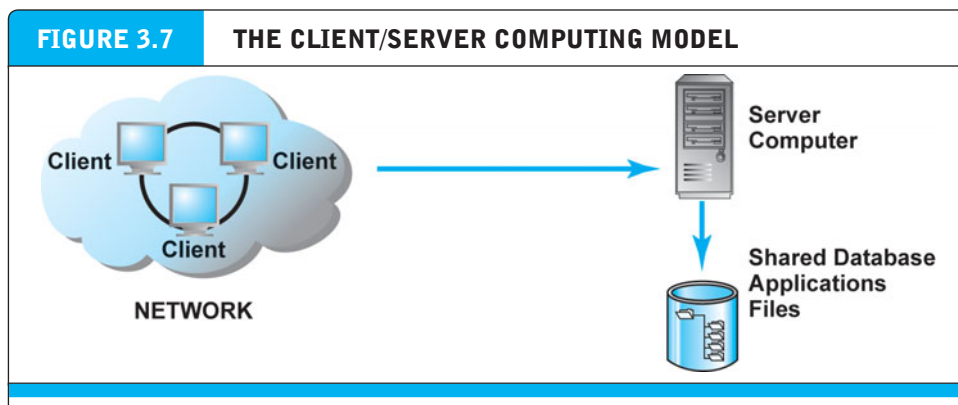 FIGURE 3.7
THE CLIENT/SERVER COMPUTING MODEL
Client
Client
Client
NETWORK
Server
Computer
Shared Database
Applications
Files